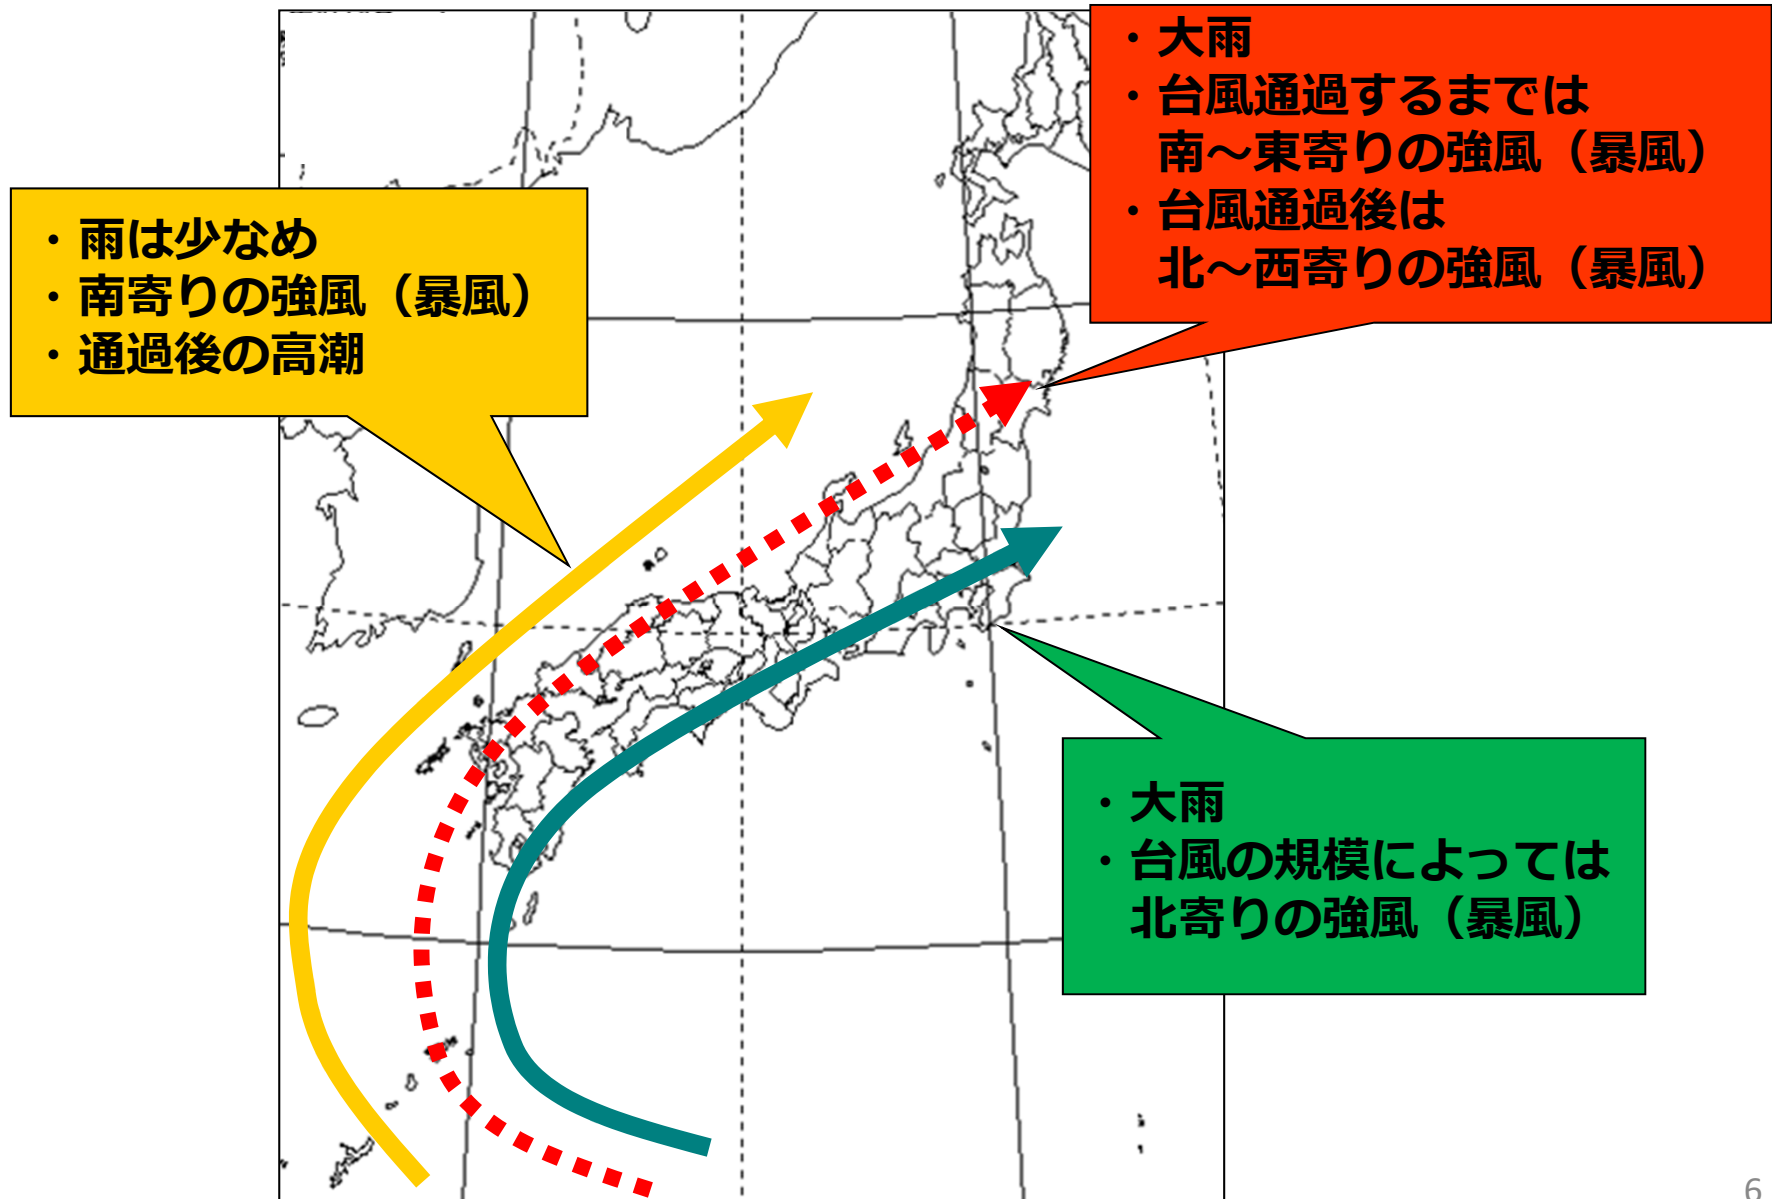 ・雨は少なめ
・南寄りの強風（暴風）
・通過後の高潮
・大雨
・台風通過するまでは
南～東寄りの強風（暴風）
・台風通過後は
北～西寄りの強風（暴風）
・大雨
・台風の規模によっては
北寄りの強風（暴風）
6